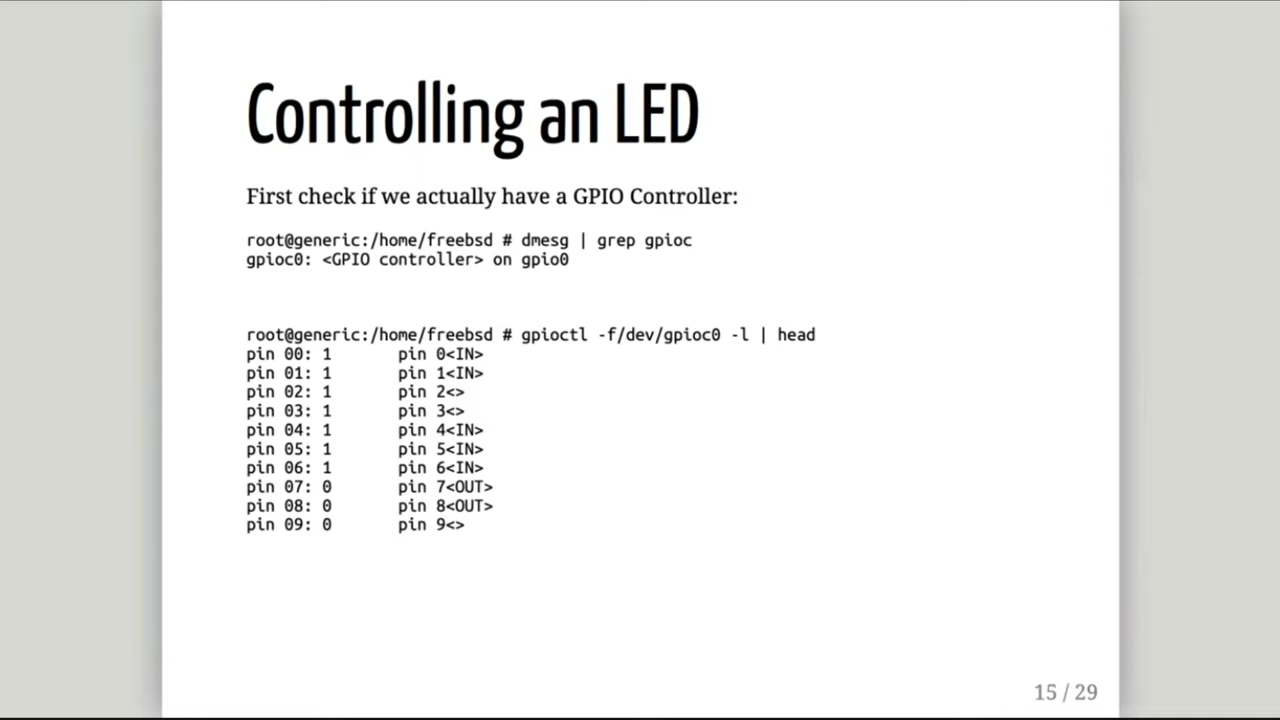 Controlling an LED
First check if we actually have a GPIO Controller:
root@generic:/home/freebsd # dmesg | grep gpioc
gpioc0: <GPIO controller> on gpio0
root@generic:/home/freebsd # gpioctl -f/dev/gpioc0 -l | head
pin 00: 1       pin 0<IN>
pin 01: 1       pin 1<IN>
pin 02: 1       pin 2<>
pin 03: 1       pin 3<>
pin 04: 1       pin 4<IN>
pin 05: 1       pin 5<IN>
pin 06: 1       pin 6<IN>
pin 07: 0       pin 7<OUT>
pin 08: 0       pin 8<OUT>
pin 09: 0       pin 9<>
15 / 29